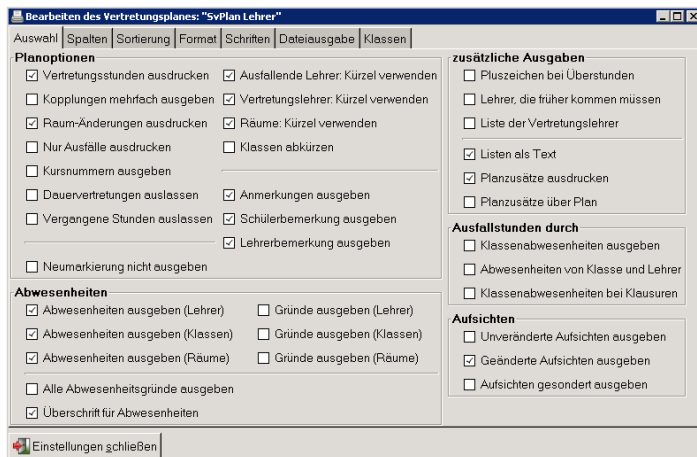 Bearbeiten des Vertretungsplanes: "SvPlan Lehrer"
Auswahl Spalten Sortierung Format Schriften Dateiausgabe Klassen
Planoptionen
Vertretungsstunden ausdrucken
Kopplungen mehrfach ausgeben
Raum-Änderungen ausdrucken
Nur Ausfälle ausdrucken
Kursnummern ausgeben
Dauervertretungen auslassen
Vergangene Stunden auslassen
Neumarkierung nicht ausgeben
Ausfallende Lehrer: Kürzel verwenden
Vertretungslehrer: Kürzel verwenden
Räume: Kürzel verwenden
Klassen abkürzen
Anmerkungen ausgeben
Schülerbemerkung ausgeben
Lehrerbemerkung ausgeben
Abwesenheiten
Abwesenheiten ausgeben (Lehrer)
Abwesenheiten ausgeben (Klassen)
Abwesenheiten ausgeben (Räume)
Gründe ausgeben (Lehrer)
Gründe ausgeben (Klassen)
Gründe ausgeben (Räume)
Alle Abwesenheitsgründe ausgeben
Überschrift für Abwesenheiten
zusätzliche Ausgaben
Pluszeichen bei Überstunden
Lehrer, die früher kommen müssen
Liste der Vertretungslehrer
Listen als Text
Planzusätze ausdrucken
Planzusätze über Plan
Ausfallstunden durch
Klassenabwesenheiten ausgeben
Abwesenheiten von Klasse und Lehrer
Klassenabwesenheiten bei Klausuren
Aufsichten
Unveränderte Aufsichten ausgeben
Geänderte Aufsichten ausgeben
Aufsichten gesondert ausgeben
Einstellungen schließen